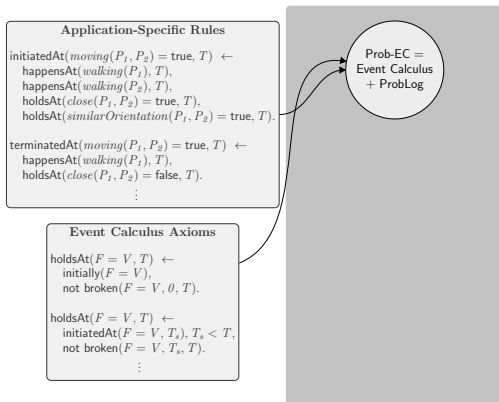 Application-Specific Rules
initiatedAt(moving(P₁, P₂) = true, T) ←
happensAt(walking(P₁), T),
happensAt(walking(P₂), T),
holdsAt(close(P₁, P₂) = true, T),
holdsAt(similarOrientation(P₁, P₂) = true, T).
terminatedAt(moving(P₁, P₂) = true, T) ←
happensAt(walking(P₁), T),
holdsAt(close(P₁, P₂) = false, T).
⋮
Event Calculus Axioms
holdsAt(F = V, T) ←
initially(F = V),
not broken(F = V, 0, T).
holdsAt(F = V, T) ←
initiatedAt(F = V, Tₛ), Tₛ < T,
not broken(F = V, Tₛ, T).
⋮
Prob-EC =
Event Calculus
+ ProbLog